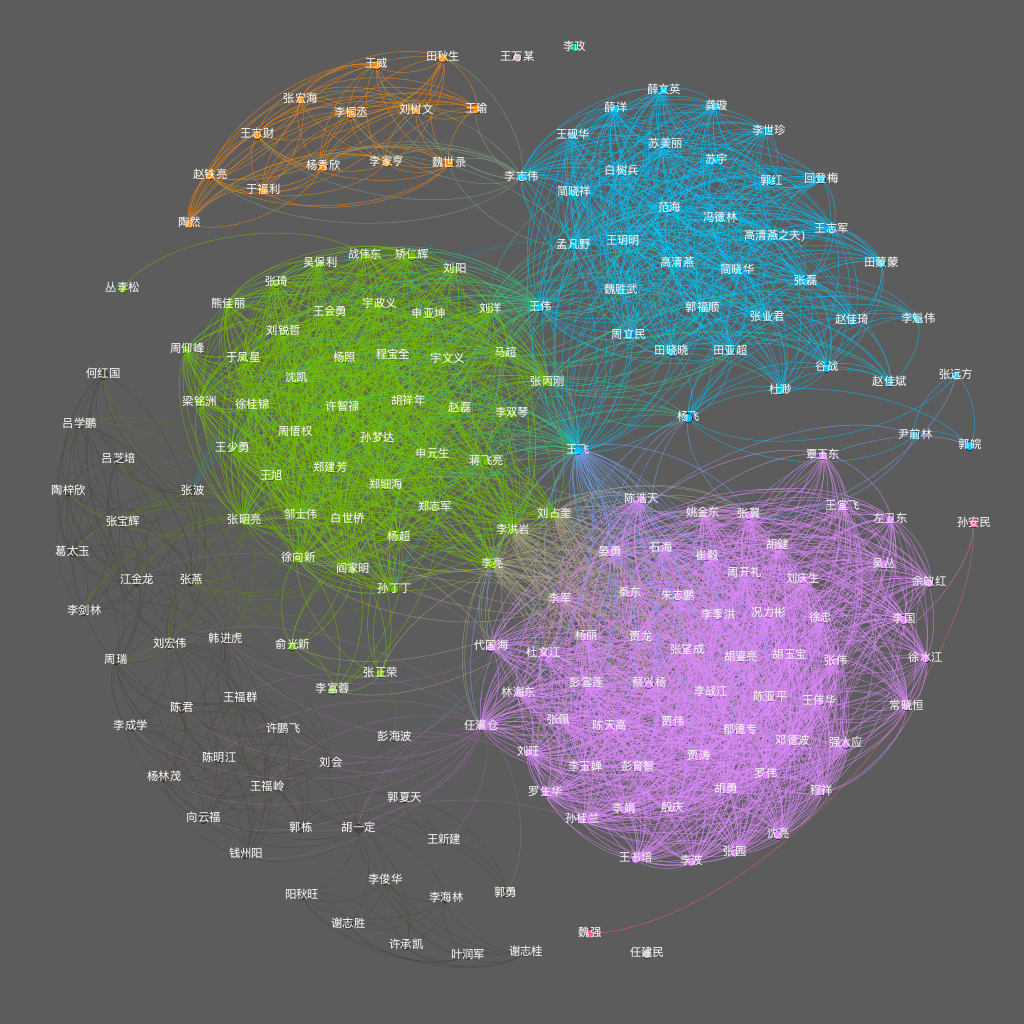 李政
王万某
田秋生
王威
张宏海
李桐丞
刘树文
王瑜
王志财
杨秀欣
李家亨
魏世录
赵铁亮
于福利
陶然
李志伟
薛文英
薛洋
龚璇
王砚华
李世珍
苏美丽
苏宇
白树兵
郭红
回登梅
简晓祥
范海
冯德林
王志军
孟凡野
王玥明
高清燕之夫)
高清燕
简晓华
田蒙蒙
张磊
魏胜武
王伟
郭福顺
张业君
赵佳琦
李魁伟
周立民
田晓晓
田亚超
谷战
赵佳斌
杜渺
张远方
杨飞
尹前林
郭皖
王飞
丛孝松
吴保利
战伟东
矫仁辉
刘阳
张琦
熊佳丽
王会勇
宇政义
申亚坤
刘洋
刘锐哲
周仰峰
于凤星
杨照
程宝全
宇文义
马超
沈凯
张丙刚
梁铭洲
徐桂锦
许智禄
胡祥年
赵磊
李双琴
周悟权
孙梦达
王少勇
申元生
蒋飞亮
王旭
郑建芳
郑细海
张明亮
邹士伟
白世桥
郑志军
刘占奎
杨超
李洪岩
徐向新
阎家明
李亮
孙丁丁
俞光新
张正荣
李富蓉
何红国
吕学鹏
吕芝培
陶梓欣
张波
张宝辉
葛太玉
江金龙
张燕
李剑林
刘宏伟
韩进虎
周瑞
王福群
陈君
李成学
许鹏飞
彭海波
陈明江
刘会
杨林茂
王福岭
郭夏天
向云福
郭栋
胡一定
王新建
钱州阳
李俊华
阳秋旺
李海林
郭勇
谢志胜
许承凯
叶润军
谢志桂
覃玉东
陈浩天
姚金东
张翼
王堂飞
左卫东
孙安民
晏勇
石海
崔毅
胡健
吴丛
周开礼
刘庆生
余敏红
李军
秦东
朱志鹏
李季洪
况力彬
徐忠
李国
杨丽
贾龙
代国海
杜文江
张望成
胡銮亮
胡玉宝
张伟
徐水江
彭雪莲
蔡兴杨
林海东
李战江
陈亚平
王伟华
常晓恒
张佩
任灌仓
陈天高
贾伟
郁德专
邓德波
强大应
刘旺
贾涛
李玉婵
彭育智
罗伟
罗生华
胡勇
程祥
李娟
殷庆
孙桂兰
沈亮
王书培
李波
张园
魏强
任建民